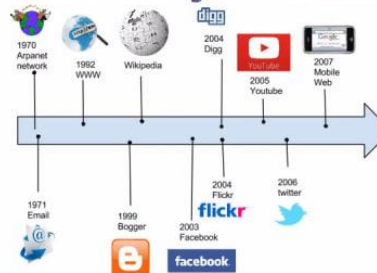 digg
1970
Arpanet
network
1992
WWW
Wikipedia
2004
Digg
YouTube
2005
Youtube
2007
Mobile
Web
1971
Email
1999
Bogger
2003
Facebook
2004
Flickr
2006
twitter
flickr
facebook